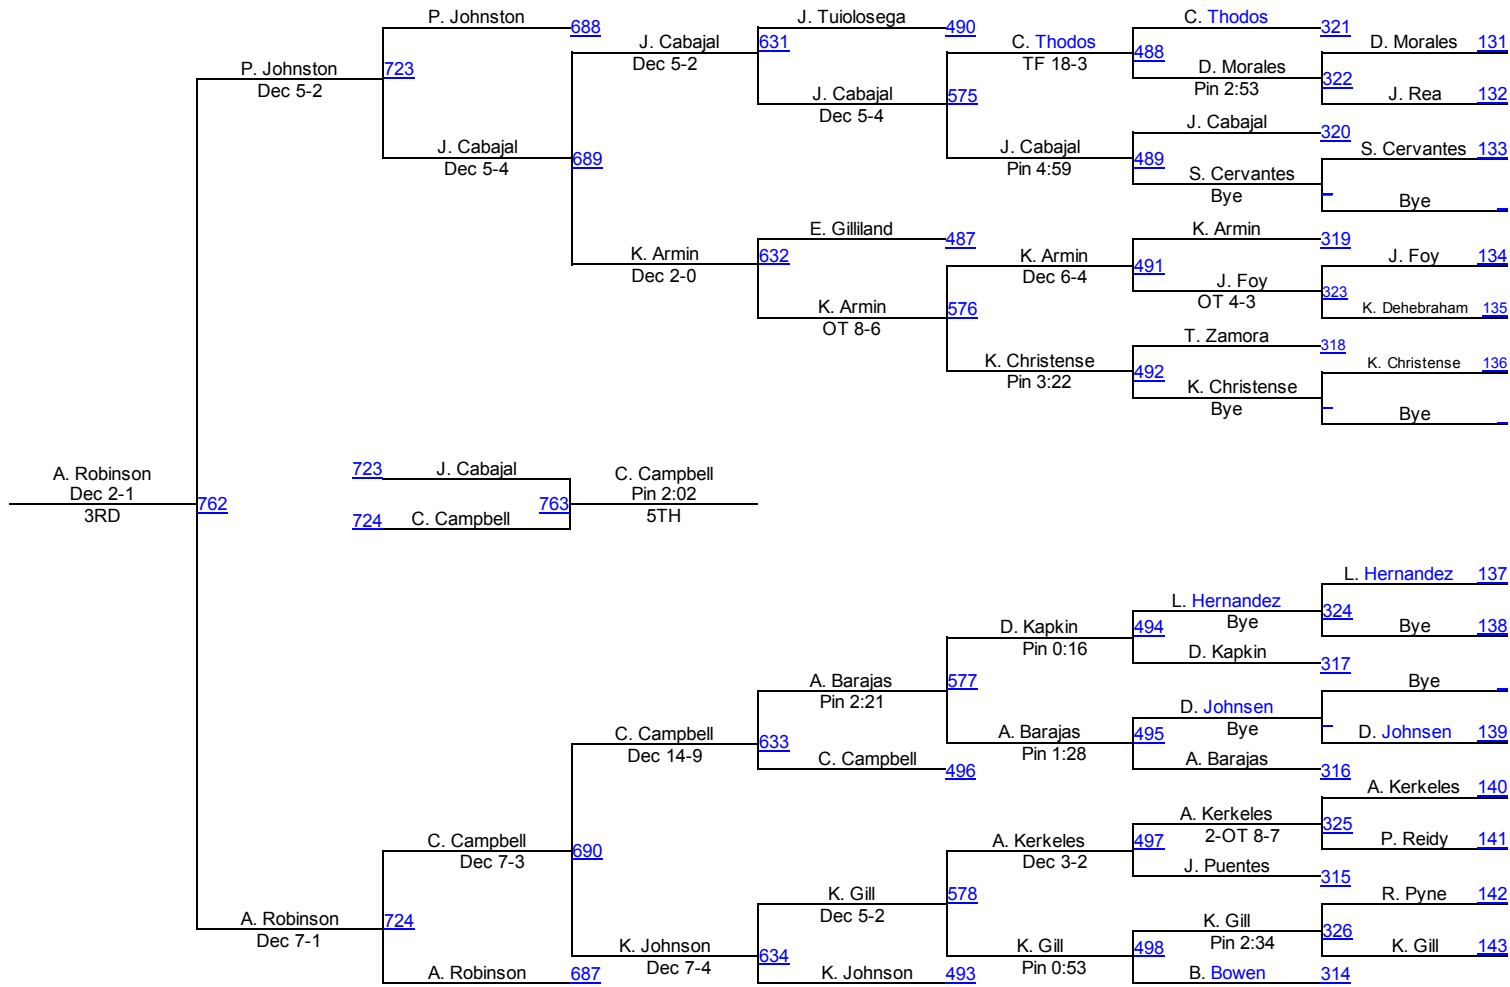 P. Johnston
688
J. Tuiolosega
490
C. Thodos
321
J. Cabajal
Dec 5-2
631
C. Thodos
TF 18-3
488
D. Morales 131
P. Johnston
Dec 5-2
723
D. Morales
Pin 2:53
322
J. Rea 132
J. Cabajal
Dec 5-4
575
J. Cabajal
320
J. Cabajal
Dec 5-4
689
J. Cabajal
Pin 4:59
489
S. Cervantes 133
S. Cervantes
Bye
Bye
E. Gilliland
487
K. Armin
319
K. Armin
Dec 2-0
632
K. Armin
Dec 6-4
491
J. Foy 134
J. Foy
OT 4-3
323
K. Dehebraham 135
K. Armin
OT 8-6
576
T. Zamora
318
K. Christense
Pin 3:22
492
K. Christense 136
K. Christense
Bye
Bye
A. Robinson
Dec 2-1
3RD
762
723 J. Cabajal
724 C. Campbell
763
C. Campbell
Pin 2:02
5TH
L. Hernandez 137
L. Hernandez
Bye
324
Bye 138
D. Kapkin
Pin 0:16
494
D. Kapkin
317
A. Barajas
Pin 2:21
577
Bye
D. Johnsen
Bye
D. Johnsen 139
C. Campbell
Dec 14-9
633
A. Barajas
Pin 1:28
495
C. Campbell
496
A. Barajas
316
A. Kerkeles 140
A. Kerkeles
2-OT 8-7
325
C. Campbell
Dec 7-3
690
A. Kerkeles
Dec 3-2
497
P. Reidy 141
J. Puentes
315
K. Gill
Dec 5-2
578
R. Pyne 142
A. Robinson
Dec 7-1
724
K. Gill
Pin 2:34
326
K. Johnson
Dec 7-4
634
K. Gill
Pin 0:53
498
K. Gill 143
A. Robinson
687
K. Johnson
493
B. Bowen
314